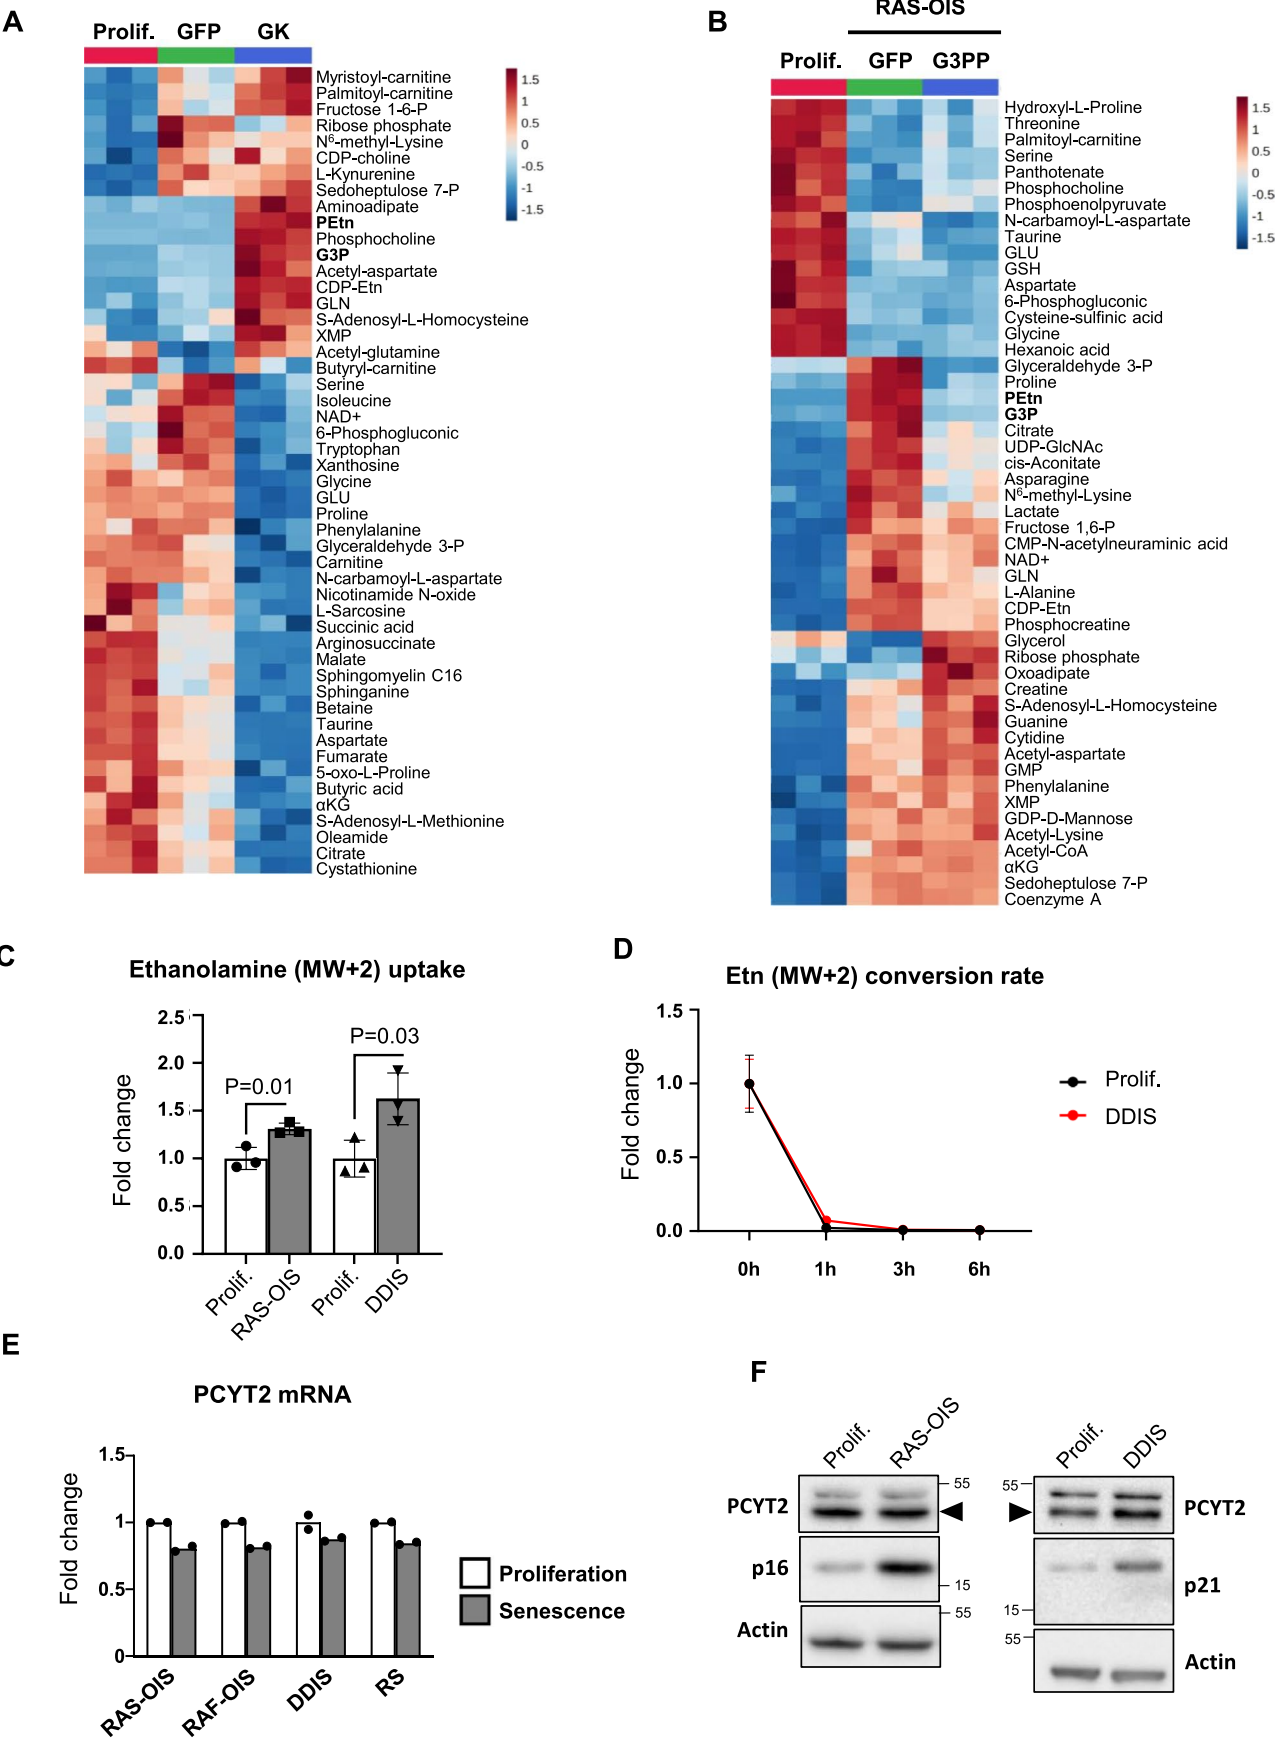 A
Prolif. GFP GK
Myristoyl-carnitine
Palmitoyl-carnitine
Fructose 1-6-P
Ribose phosphate
N⁶-methyl-Lysine
CDP-choline
L-Kynurenine
Sedoheptulose 7-P
Aminoadipate
PEtn
Phosphocholine
G3P
Acetyl-aspartate
CDP-Etn
GLN
S-Adenosyl-L-Homocysteine
XMP
Acetyl-glutamine
Butyryl-carnitine
Serine
Isoleucine
NAD+
6-Phosphogluconic
Tryptophan
Xanthosine
Glycine
GLU
Proline
Phenylalanine
Glyceraldehyde 3-P
Carnitine
N-carbamoyl-L-aspartate
Nicotinamide N-oxide
L-Sarcosine
Succinic acid
Arginosuccinate
Malate
Sphingomyelin C16
Sphinganine
Betaine
Taurine
Aspartate
Fumarate
5-oxo-L-Proline
Butyric acid
αKG
S-Adenosyl-L-Methionine
Oleamide
Citrate
Cystathionine
1.5
1
0.5
0
-0.5
-1
-1.5
B
RAS-OIS
Prolif. GFP G3PP
Hydroxyl-L-Proline
Threonine
Palmitoyl-carnitine
Serine
Panthotenate
Phosphocholine
Phosphoenolpyruvate
N-carbamoyl-L-aspartate
Taurine
GLU
GSH
Aspartate
6-Phosphogluconic
Cysteine-sulfinic acid
Glycine
Hexanoic acid
Glyceraldehyde 3-P
Proline
PEtn
G3P
Citrate
UDP-GlcNAc
cis-Aconitate
Asparagine
N⁶-methyl-Lysine
Lactate
Fructose 1,6-P
CMP-N-acetylneuraminic acid
NAD+
GLN
L-Alanine
CDP-Etn
Phosphocreatine
Glycerol
Ribose phosphate
Oxoadipate
Creatine
S-Adenosyl-L-Homocysteine
Guanine
Cytidine
Acetyl-aspartate
GMP
Phenylalanine
XMP
GDP-D-Mannose
Acetyl-Lysine
Acetyl-CoA
αKG
Sedoheptulose 7-P
Coenzyme A
1.5
1
0.5
0
-0.5
-1
-1.5
C
Ethanolamine (MW+2) uptake
Fold change
2.5
2.0
1.5
1.0
0.5
0.0
P=0.01
P=0.03
Prolif.
RAS-OIS
Prolif.
DDIS
D
Etn (MW+2) conversion rate
Fold change
1.5
1.0
0.5
0.0
0h 1h 3h 6h
Prolif.
DDIS
E
PCYT2 mRNA
Fold change
1.5
1
0.5
0
RAS-OIS
RAF-OIS
DDIS
RS
Proliferation
Senescence
F
Prolif.
RAS-OIS
PCYT2
55
p16
15
55
Actin
Prolif.
DDIS
55
PCYT2
p21
15
55
Actin